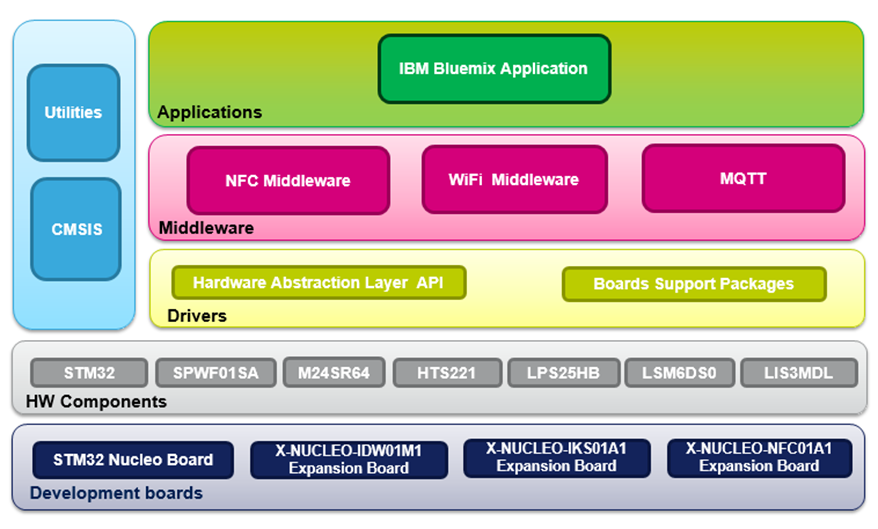 Utilities
CMSIS
IBM Bluemix Application
Applications
NFC Middleware
WiFi Middleware
MQTT
Middleware
Hardware Abstraction Layer API
Boards Support Packages
Drivers
STM32
SPWF01SA
M24SR64
HTS221
LPS25HB
LSM6DS0
LIS3MDL
HW Components
STM32 Nucleo Board
X-NUCLEO-IDW01M1
Expansion Board
X-NUCLEO-IKS01A1
Expansion Board
X-NUCLEO-NFC01A1
Expansion Board
Development boards